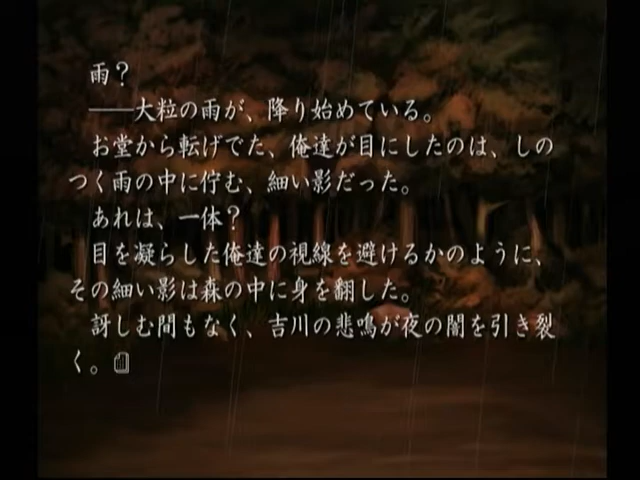 雨？
――大粒の雨が、降り始めている。
お堂から転げでた、俺達が目にしたのは、しの
つく雨の中に佇む、細い影だった。
あれは、一体？
目を凝らした俺達の視線を避けるかのように、
その細い影は森の中に身を翻した。
訝しむ間もなく、吉川の悲鳴が夜の闇を引き裂
く。